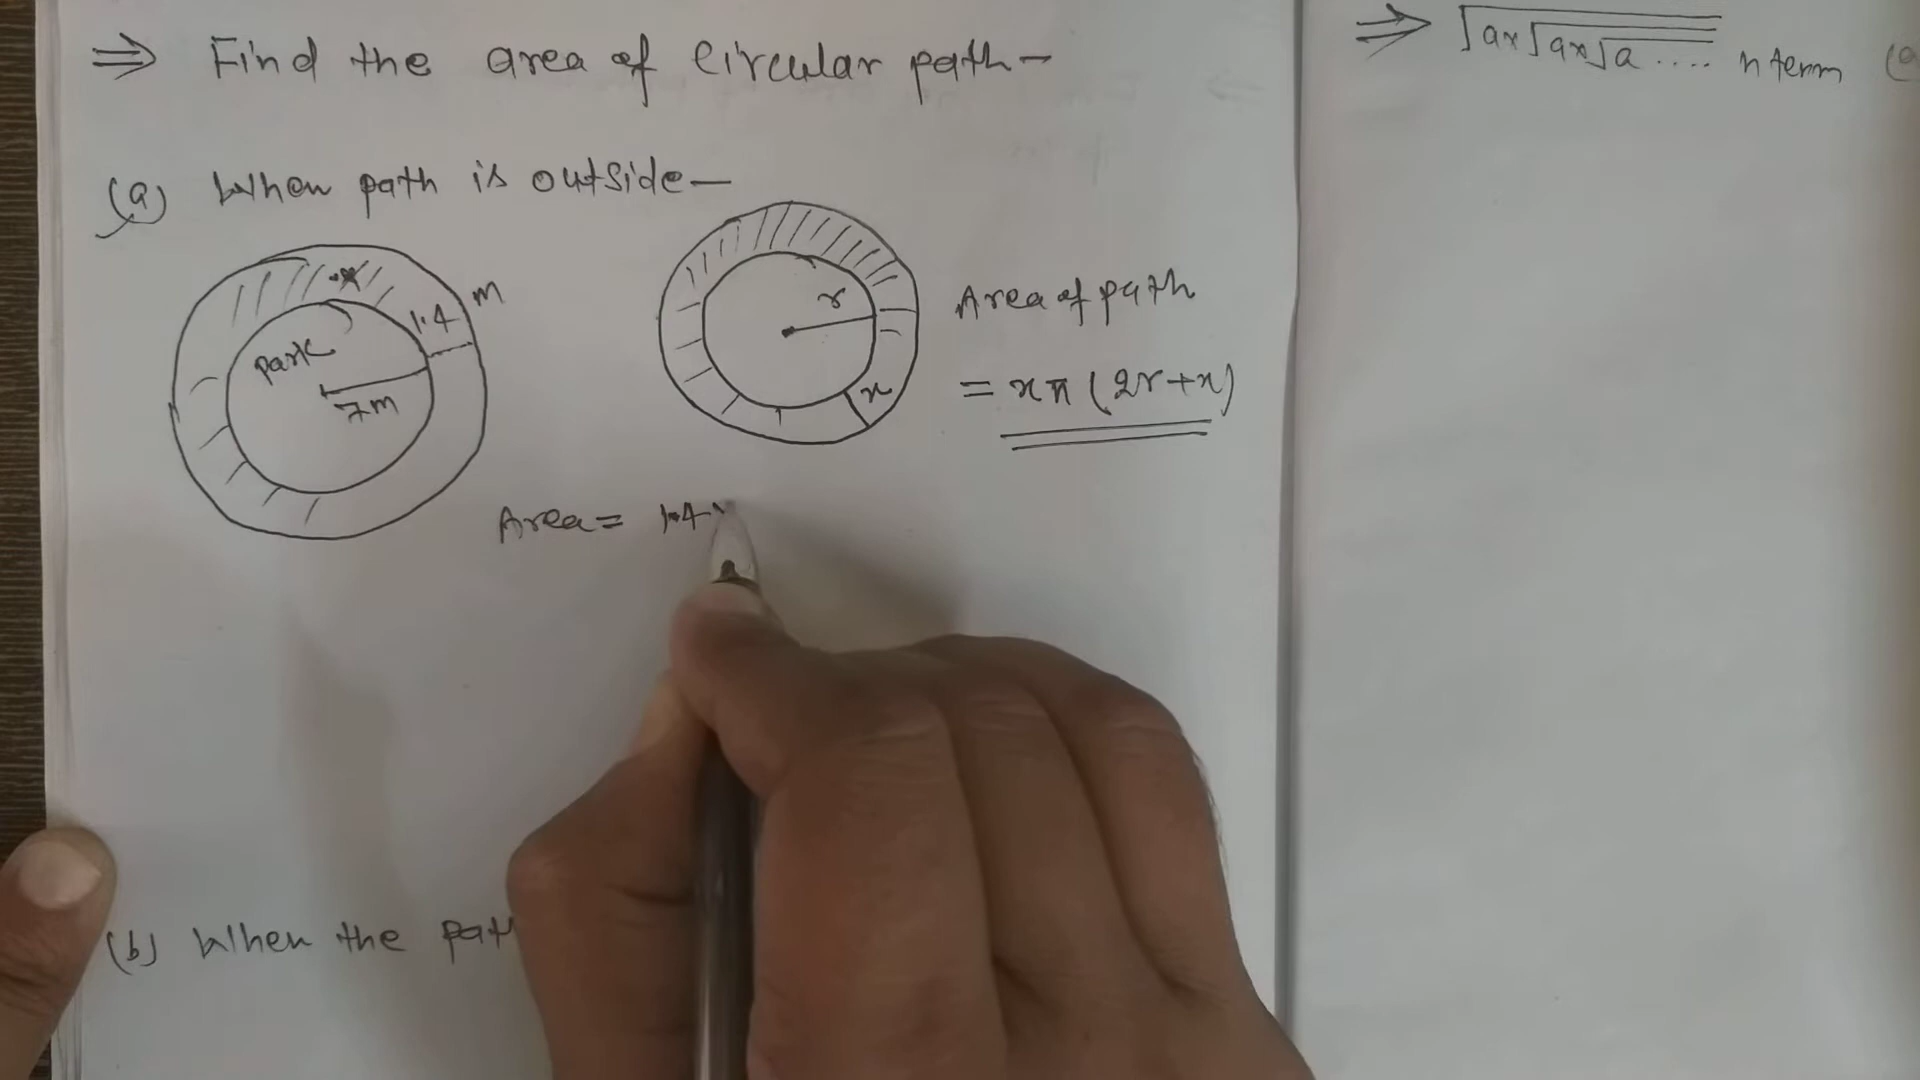 ⇒ Find the area of circular path—
(a) When path is outside—
1.4 m
park
7m
r
x
Area of path
= xπ (2r+x)
Area = 1.4
(b) When the
⇒ √ax√ax√a .... n term